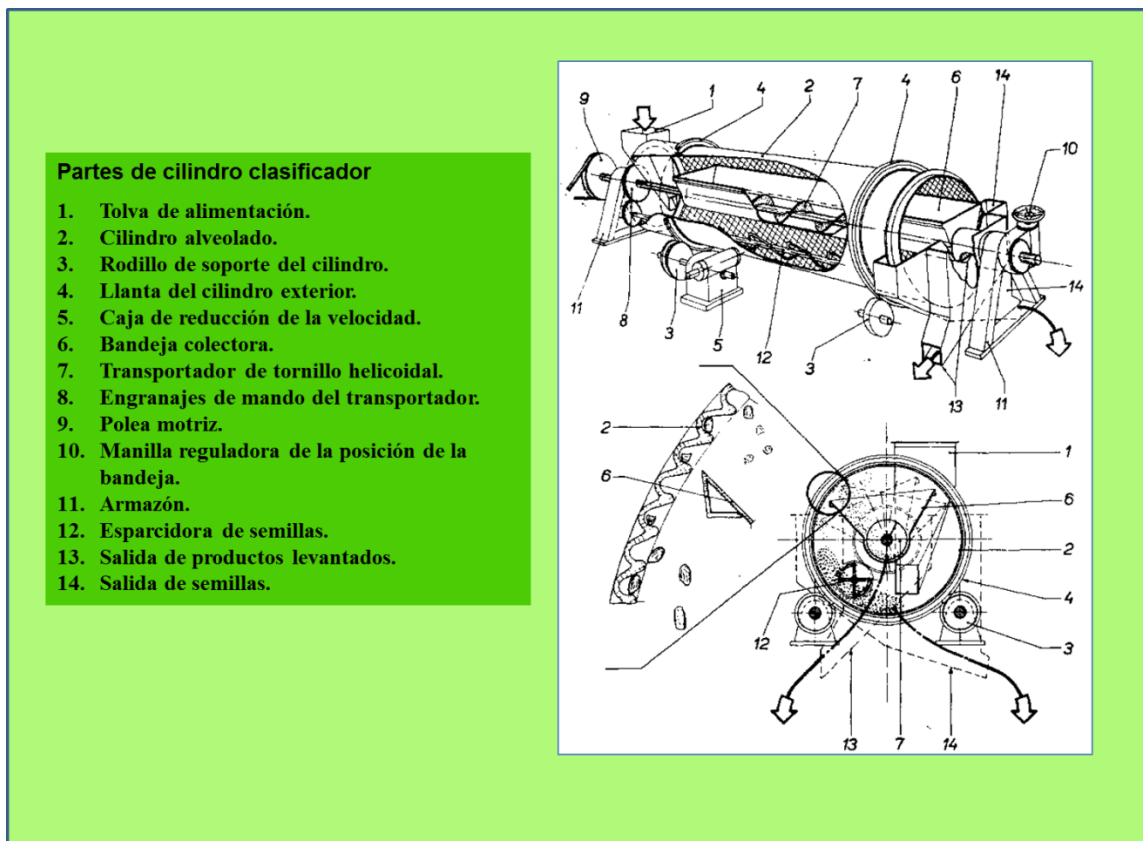 Partes de cilindro clasificador
1. Tolva de alimentación.
2. Cilindro alveolado.
3. Rodillo de soporte del cilindro.
4. Llanta del cilindro exterior.
5. Caja de reducción de la velocidad.
6. Bandeja colectora.
7. Transportador de tornillo helicoidal.
8. Engranajes de mando del transportador.
9. Polea motriz.
10. Manilla reguladora de la posición de la
bandeja.
11. Armazón.
12. Esparcidora de semillas.
13. Salida de productos levantados.
14. Salida de semillas.
9 1 4 2 7 4 6 14
10
14
11 8 3 5 12 3 13 11
2
6
1
6
2
4
12 3
13 7 14